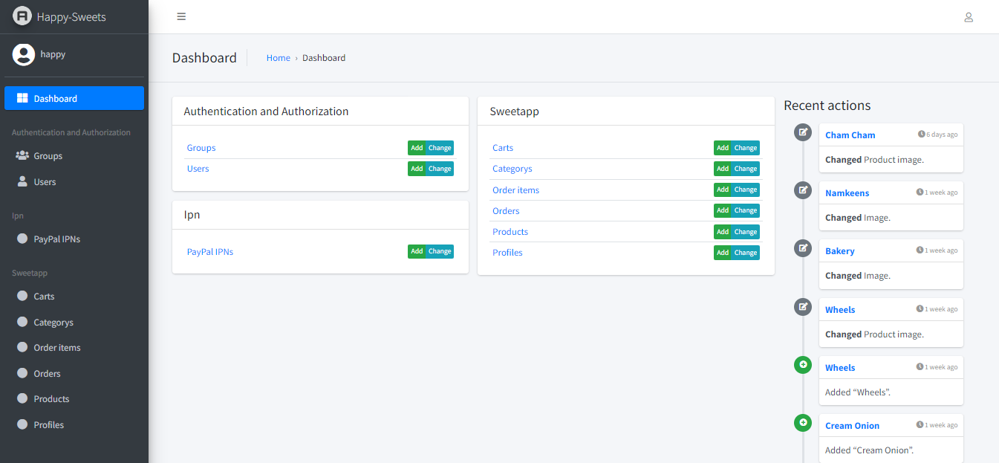 Happy-Sweets
happy
Dashboard
Authentication and Authorization
Groups
Users
Ipn
PayPal IPNs
Sweetapp
Carts
Categorys
Order items
Orders
Products
Profiles
Dashboard
Home › Dashboard
Authentication and Authorization
Groups Add Change
Users Add Change
Ipn
PayPal IPNs Add Change
Sweetapp
Carts Add Change
Categorys Add Change
Order items Add Change
Orders Add Change
Products Add Change
Profiles Add Change
Recent actions
Cham Cham 6 days ago
Changed Product image.
Namkeens 1 week ago
Changed Image.
Bakery 1 week ago
Changed Image.
Wheels 1 week ago
Changed Product image.
Wheels 1 week ago
Added “Wheels”.
Cream Onion 1 week ago
Added “Cream Onion”.